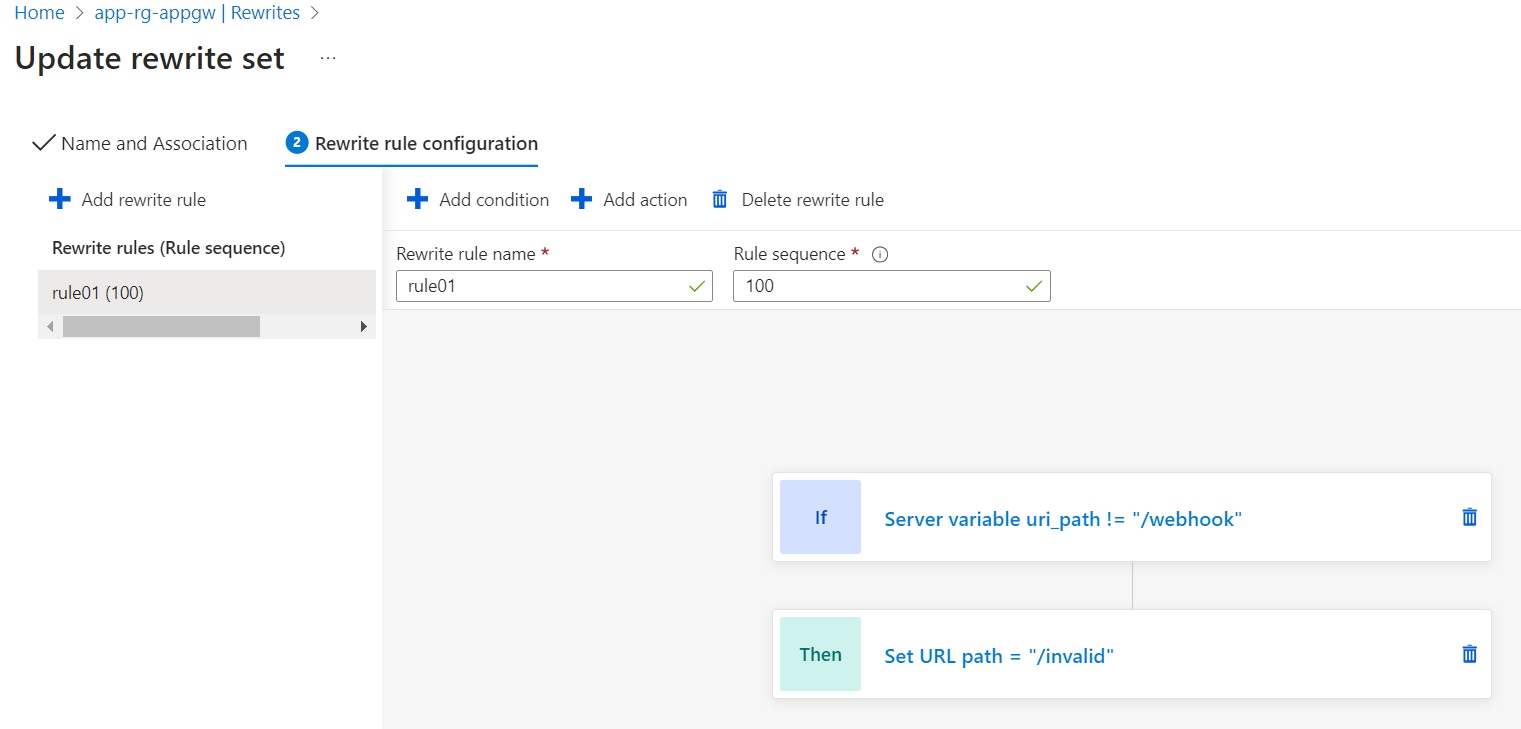 Home > app-rg-appgw | Rewrites >
Update rewrite set ...
Name and Association 2 Rewrite rule configuration
Add rewrite rule Add condition Add action Delete rewrite rule
Rewrite rules (Rule sequence) Rewrite rule name * Rule sequence *
rule01 (100) rule01 100
If Server variable uri_path != "/webhook"
Then Set URL path = "/invalid"